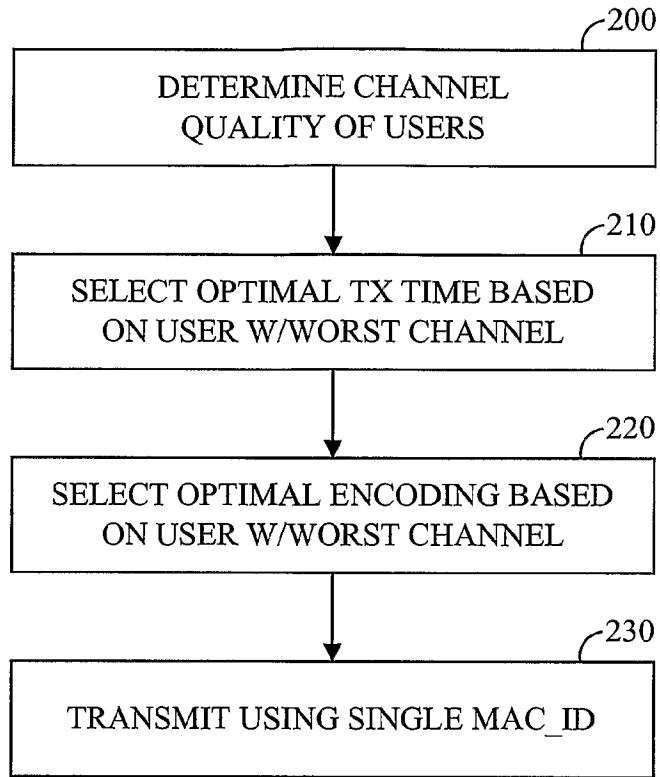 200
DETERMINE CHANNEL
QUALITY OF USERS
210
SELECT OPTIMAL TX TIME BASED
ON USER W/WORST CHANNEL
220
SELECT OPTIMAL ENCODING BASED
ON USER W/WORST CHANNEL
230
TRANSMIT USING SINGLE MAC_ID